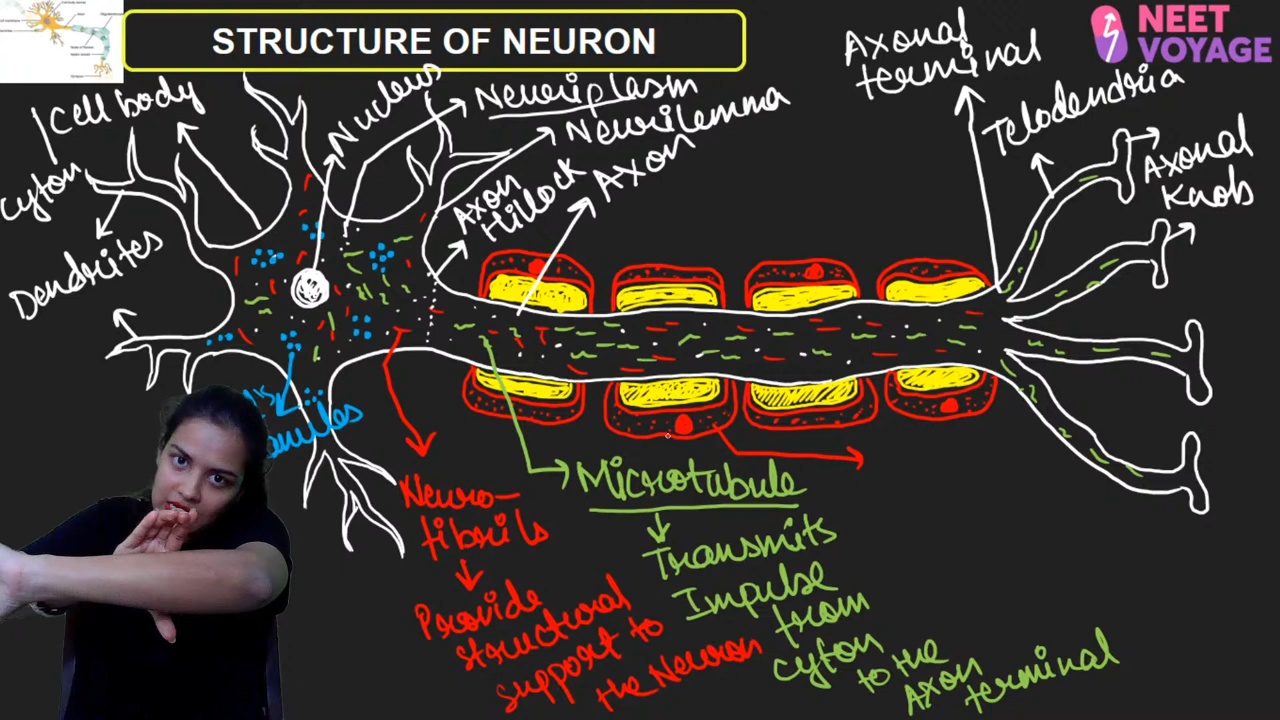 STRUCTURE OF NEURON
NEET
VOYAGE
Cell body
Cyton
Dendrites
Nucleus
Neuriplasm
Neurilemma
Axon
Hillock
Axon
Axonal
terminal
Telodendria
Axonal
Knob
Neuro-
fibrils
Provide
structural
support to
the Neuron
Microtubule
Transmits
Impulse
from
cyton
to the
Axon
terminal